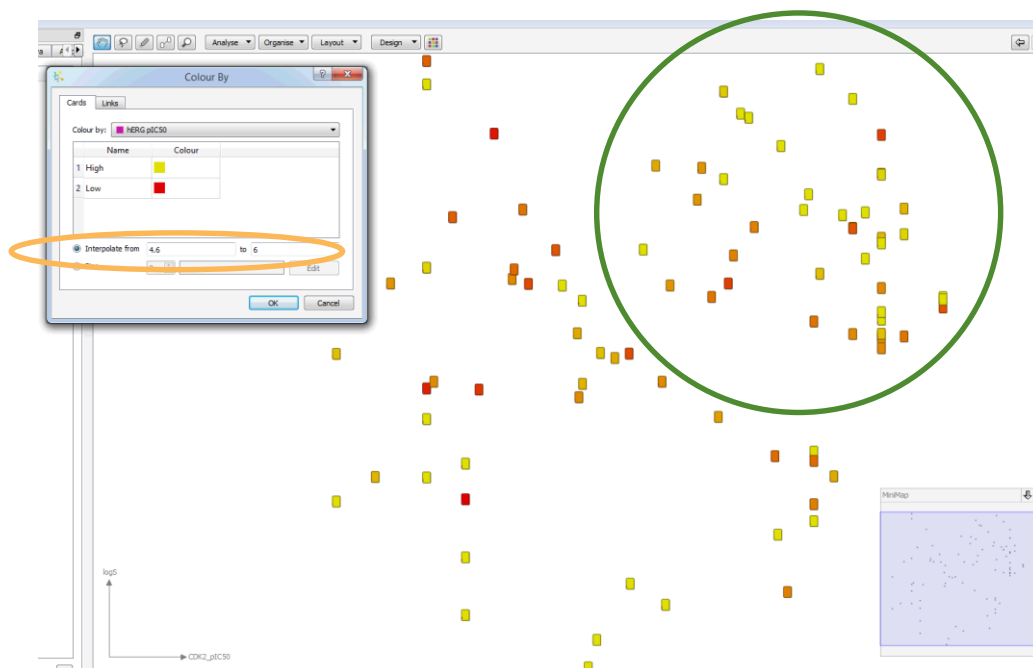 Analyse
Organise
Layout
Design
Colour By
Cards
Links
Colour by:
hERG pIC50
Name Colour
1 High
2 Low
Interpolate from 4.6 to 6
Edit
OK Cancel
MiniMap
logS
CDK2_pIC50